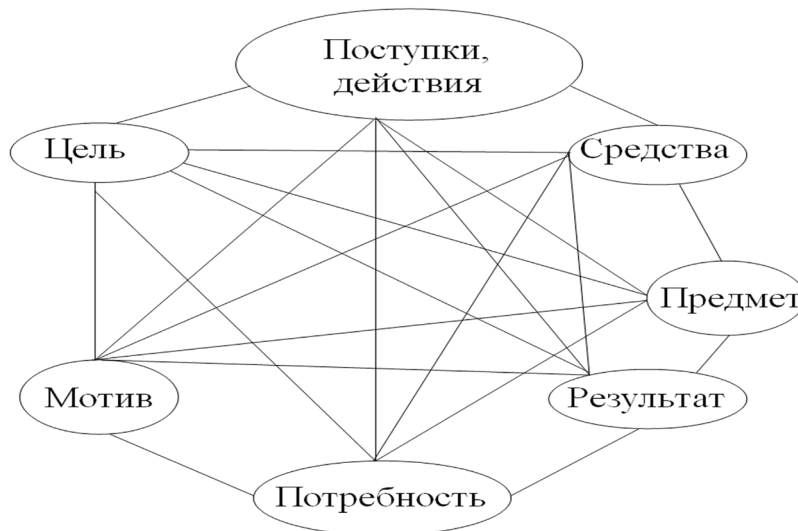 Поступки,
действия
Цель
Средства
Предмет
Мотив
Результат
Потребность